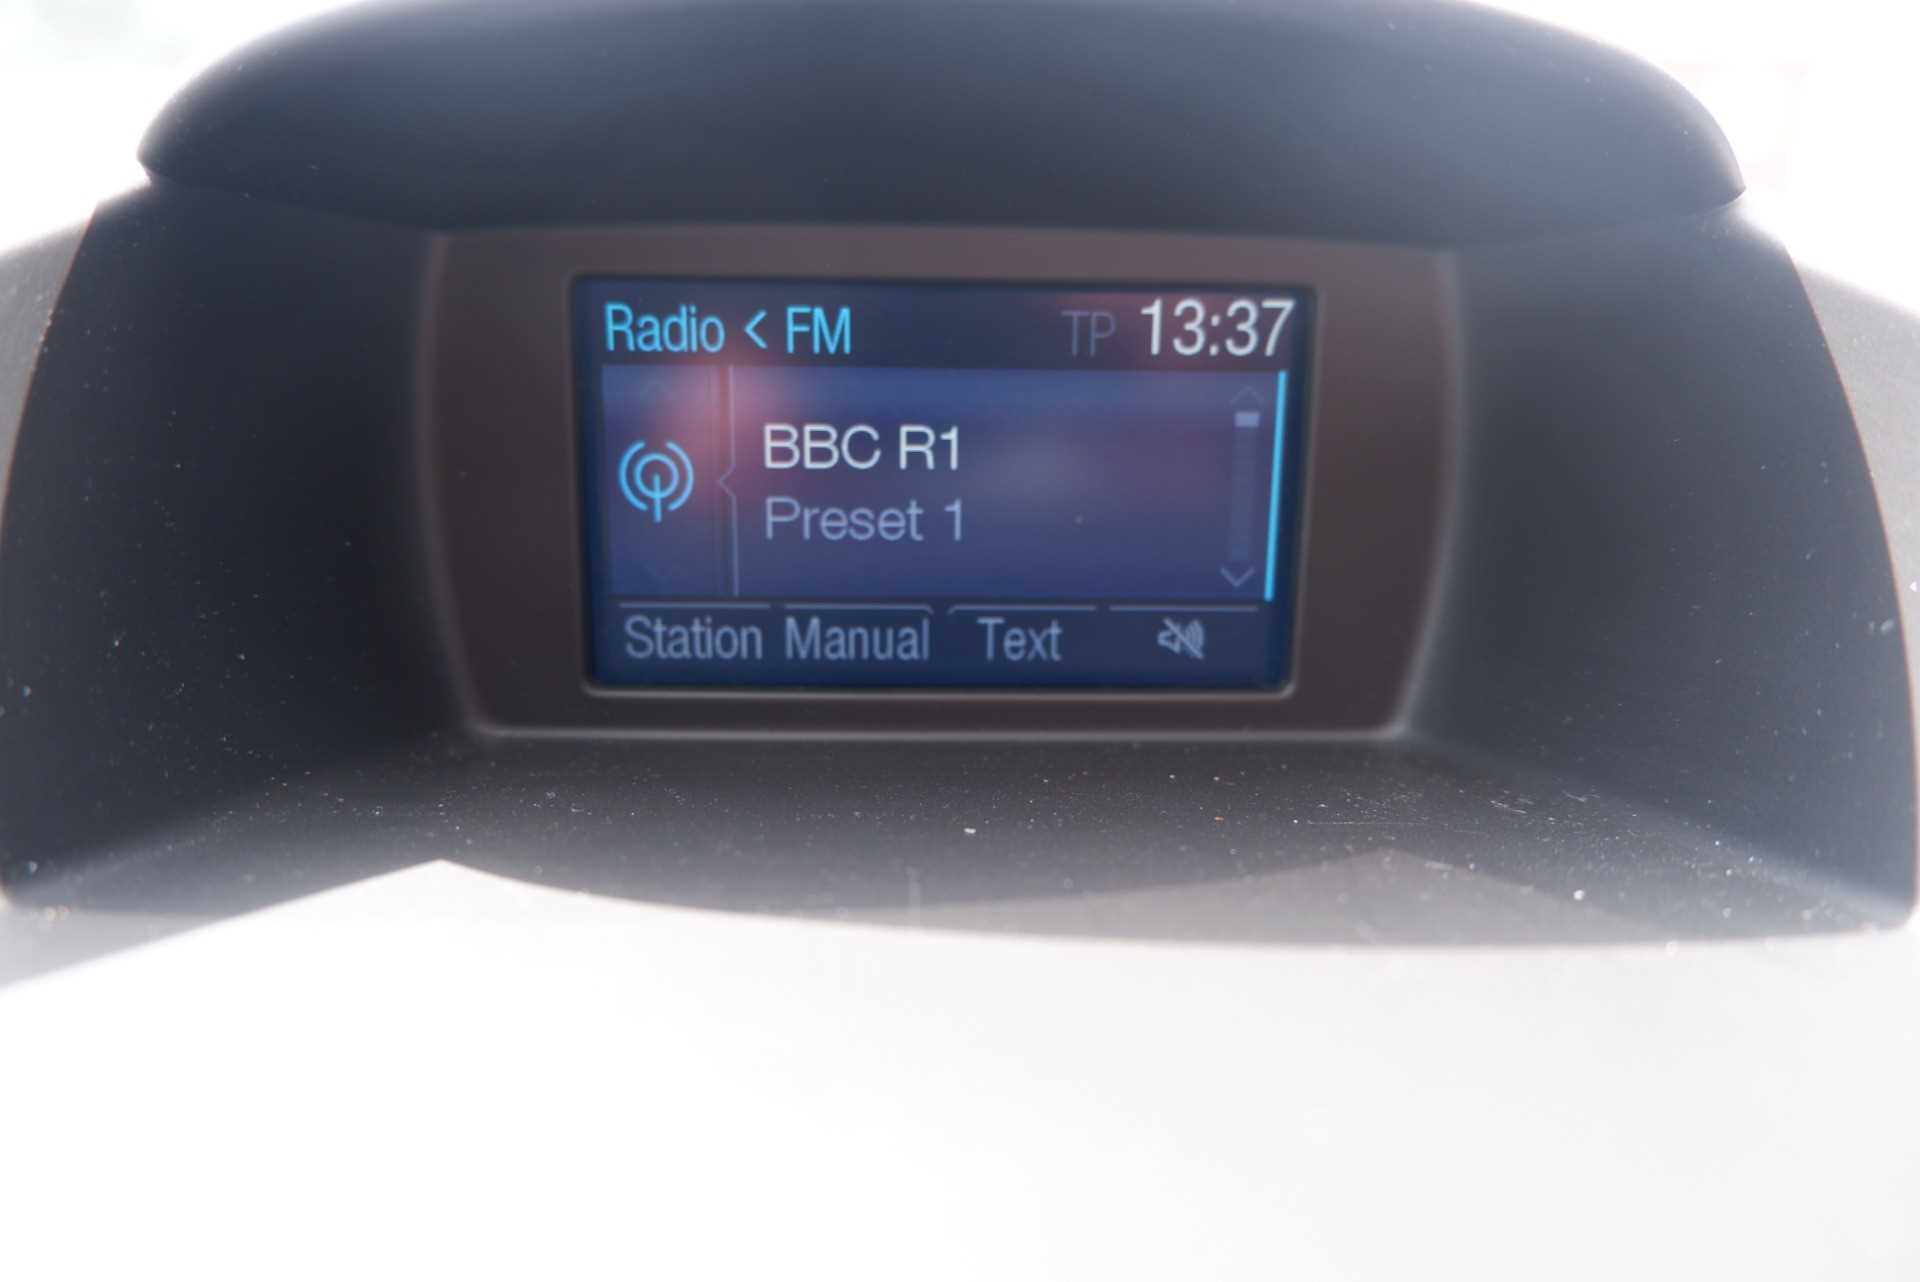 Radio < FM TP 13:37
BBC R1
Preset 1
Station Manual Text